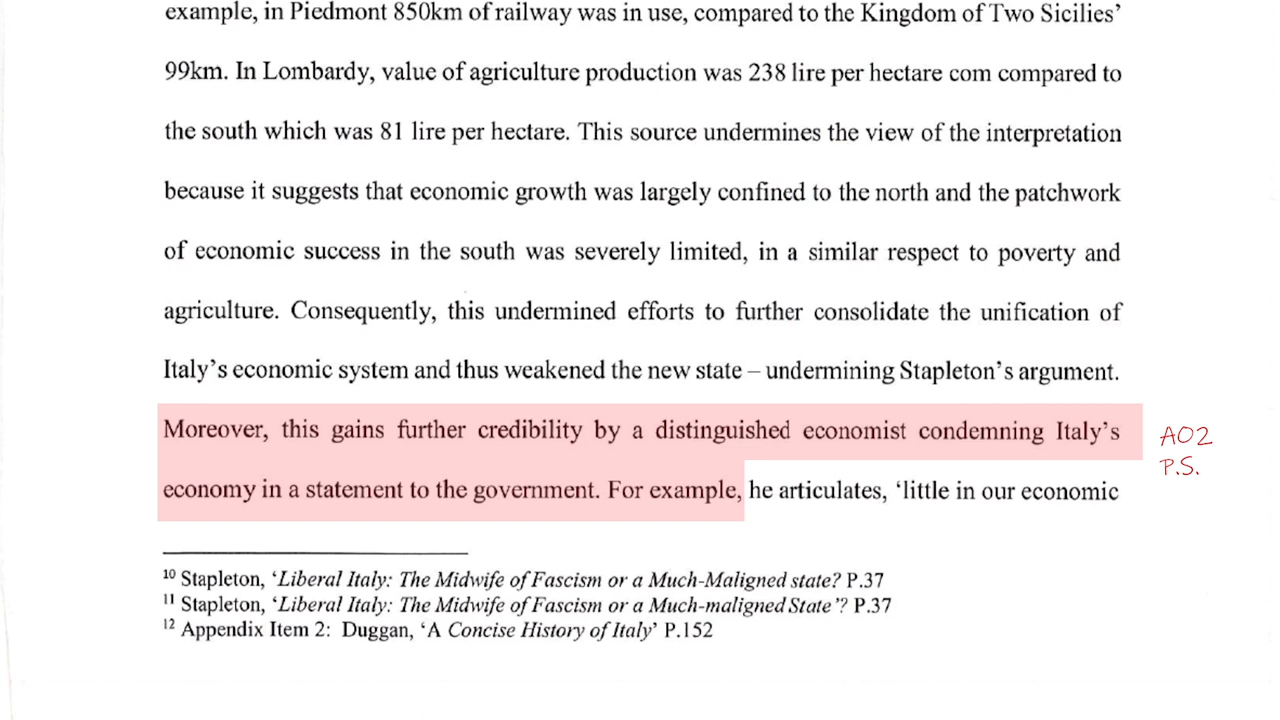 example, in Piedmont 850km of railway was in use, compared to the Kingdom of Two Sicilies’
99km. In Lombardy, value of agriculture production was 238 lire per hectare com compared to
the south which was 81 lire per hectare. This source undermines the view of the interpretation
because it suggests that economic growth was largely confined to the north and the patchwork
of economic success in the south was severely limited, in a similar respect to poverty and
agriculture. Consequently, this undermined efforts to further consolidate the unification of
Italy’s economic system and thus weakened the new state – undermining Stapleton’s argument.
Moreover, this gains further credibility by a distinguished economist condemning Italy’s
AO2
P.S.
economy in a statement to the government. For example, he articulates, ‘little in our economic
10 Stapleton, ‘Liberal Italy: The Midwife of Fascism or a Much-Maligned state? P.37
11 Stapleton, ‘Liberal Italy: The Midwife of Fascism or a Much-maligned State’? P.37
12 Appendix Item 2: Duggan, ‘A Concise History of Italy’ P.152